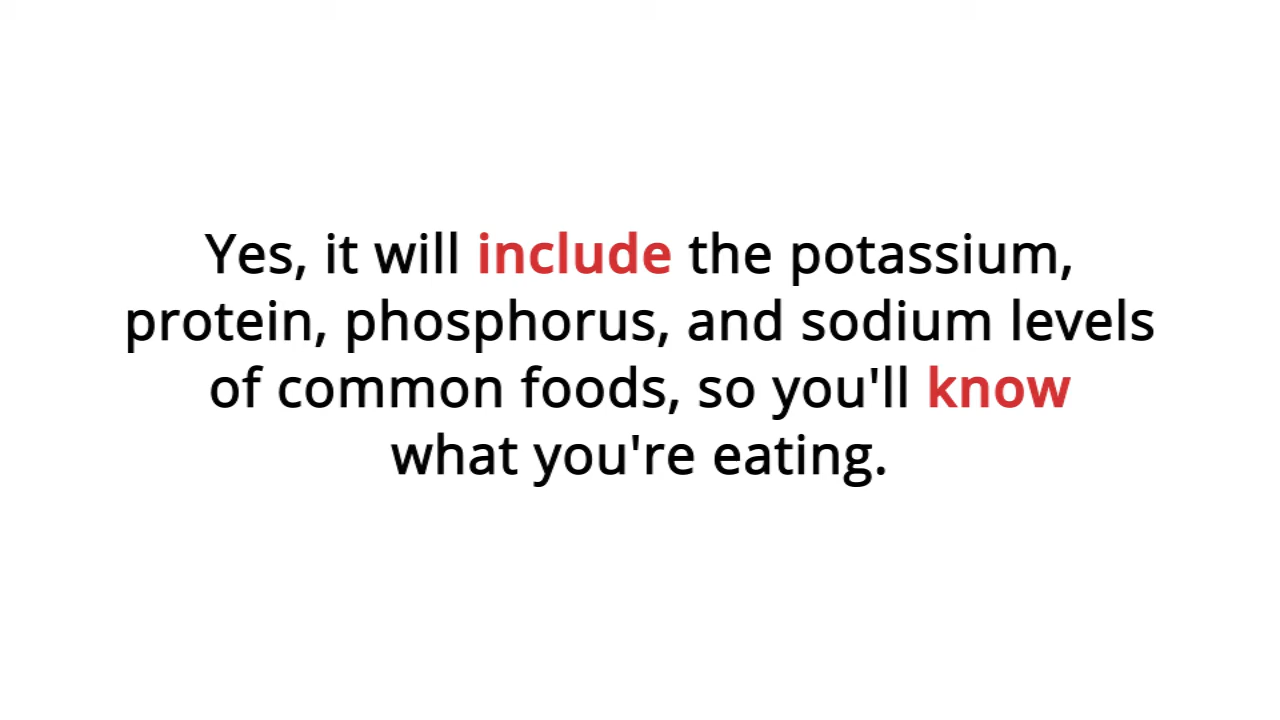 Yes, it will include the potassium,
protein, phosphorus, and sodium levels
of common foods, so you'll know
what you're eating.